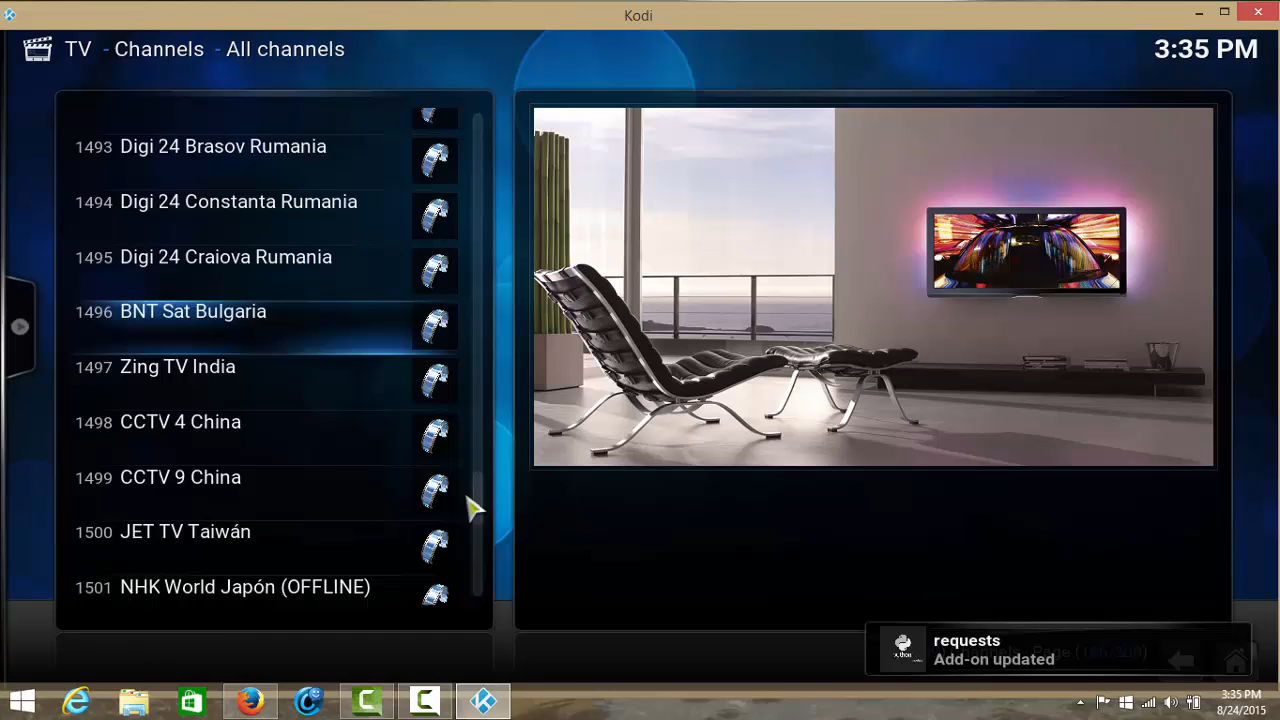 Kodi
TV - Channels - All channels
3:35 PM
1493 Digi 24 Brasov Rumania
1494 Digi 24 Constanta Rumania
1495 Digi 24 Craiova Rumania
1496 BNT Sat Bulgaria
1497 Zing TV India
1498 CCTV 4 China
1499 CCTV 9 China
1500 JET TV Taiwán
1501 NHK World Japón (OFFLINE)
requests
Add-on updated
3:35 PM
8/24/2015